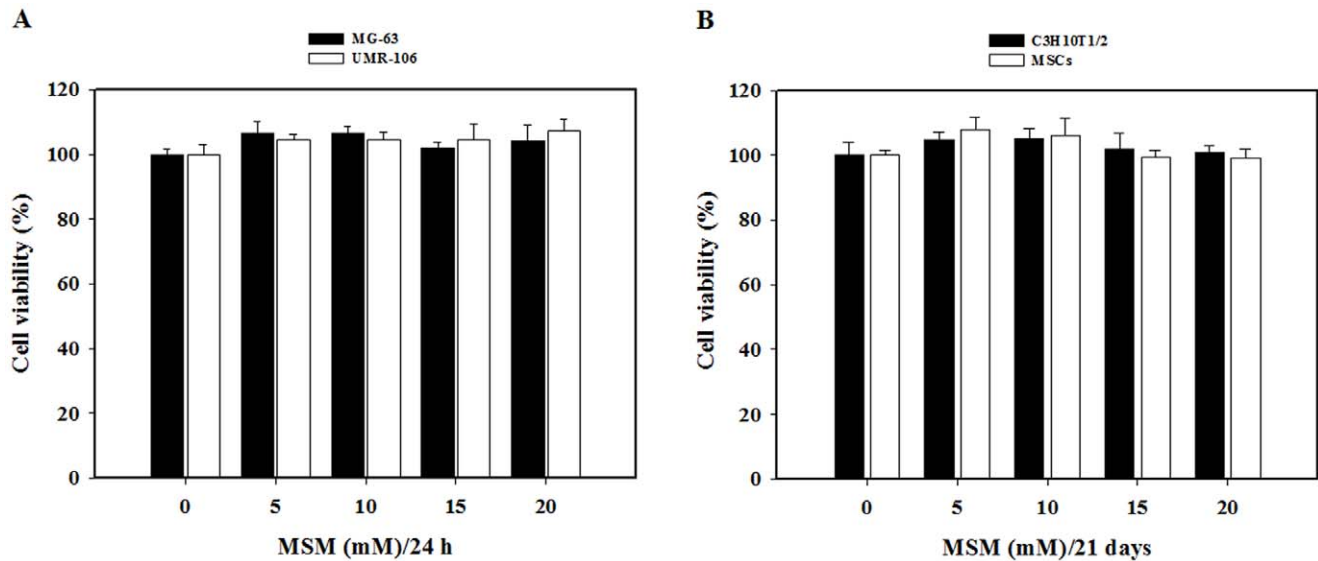 A
MG-63
UMR-106
120
100
80
60
40
20
0
Cell viability (%)
0 5 10 15 20
MSM (mM)/24 h
B
C3H10T1/2
MSCs
120
100
80
60
40
20
0
Cell viability (%)
0 5 10 15 20
MSM (mM)/21 days